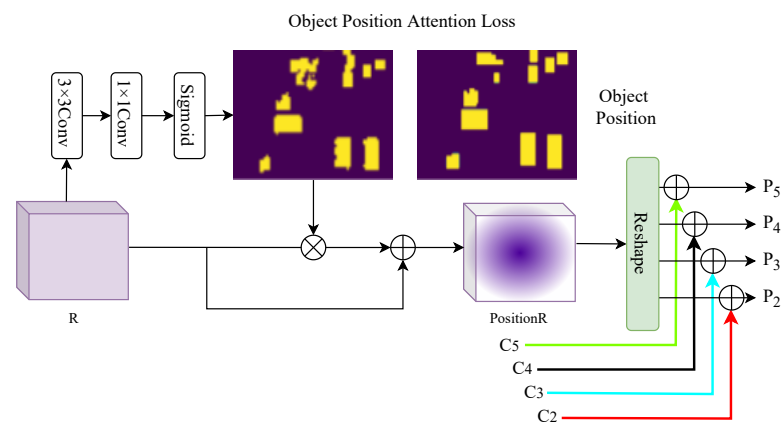 Object Position Attention Loss
3×3Conv
1×1Conv
Sigmoid
Object
Position
R
PositionR
Reshape
P5
P4
P3
P2
C5
C4
C3
C2